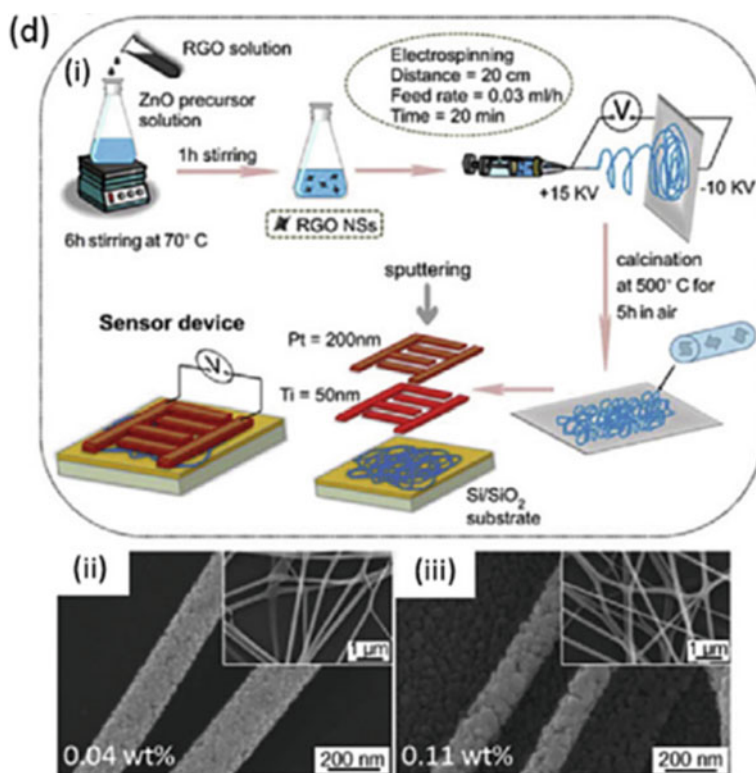 (d)
(i)
RGO solution
ZnO precursor
solution
6h stirring at 70° C
1h stirring
RGO NSs
Electrospinning
Distance = 20 cm
Feed rate = 0.03 ml/h
Time = 20 min
V
+15 KV
-10 KV
calcination
at 500° C for
5h in air
sputtering
Pt = 200nm
Ti = 50nm
Si/SiO₂
substrate
Sensor device
V
(ii)
1 μm
0.04 wt%
200 nm
(iii)
1 μm
0.11 wt%
200 nm